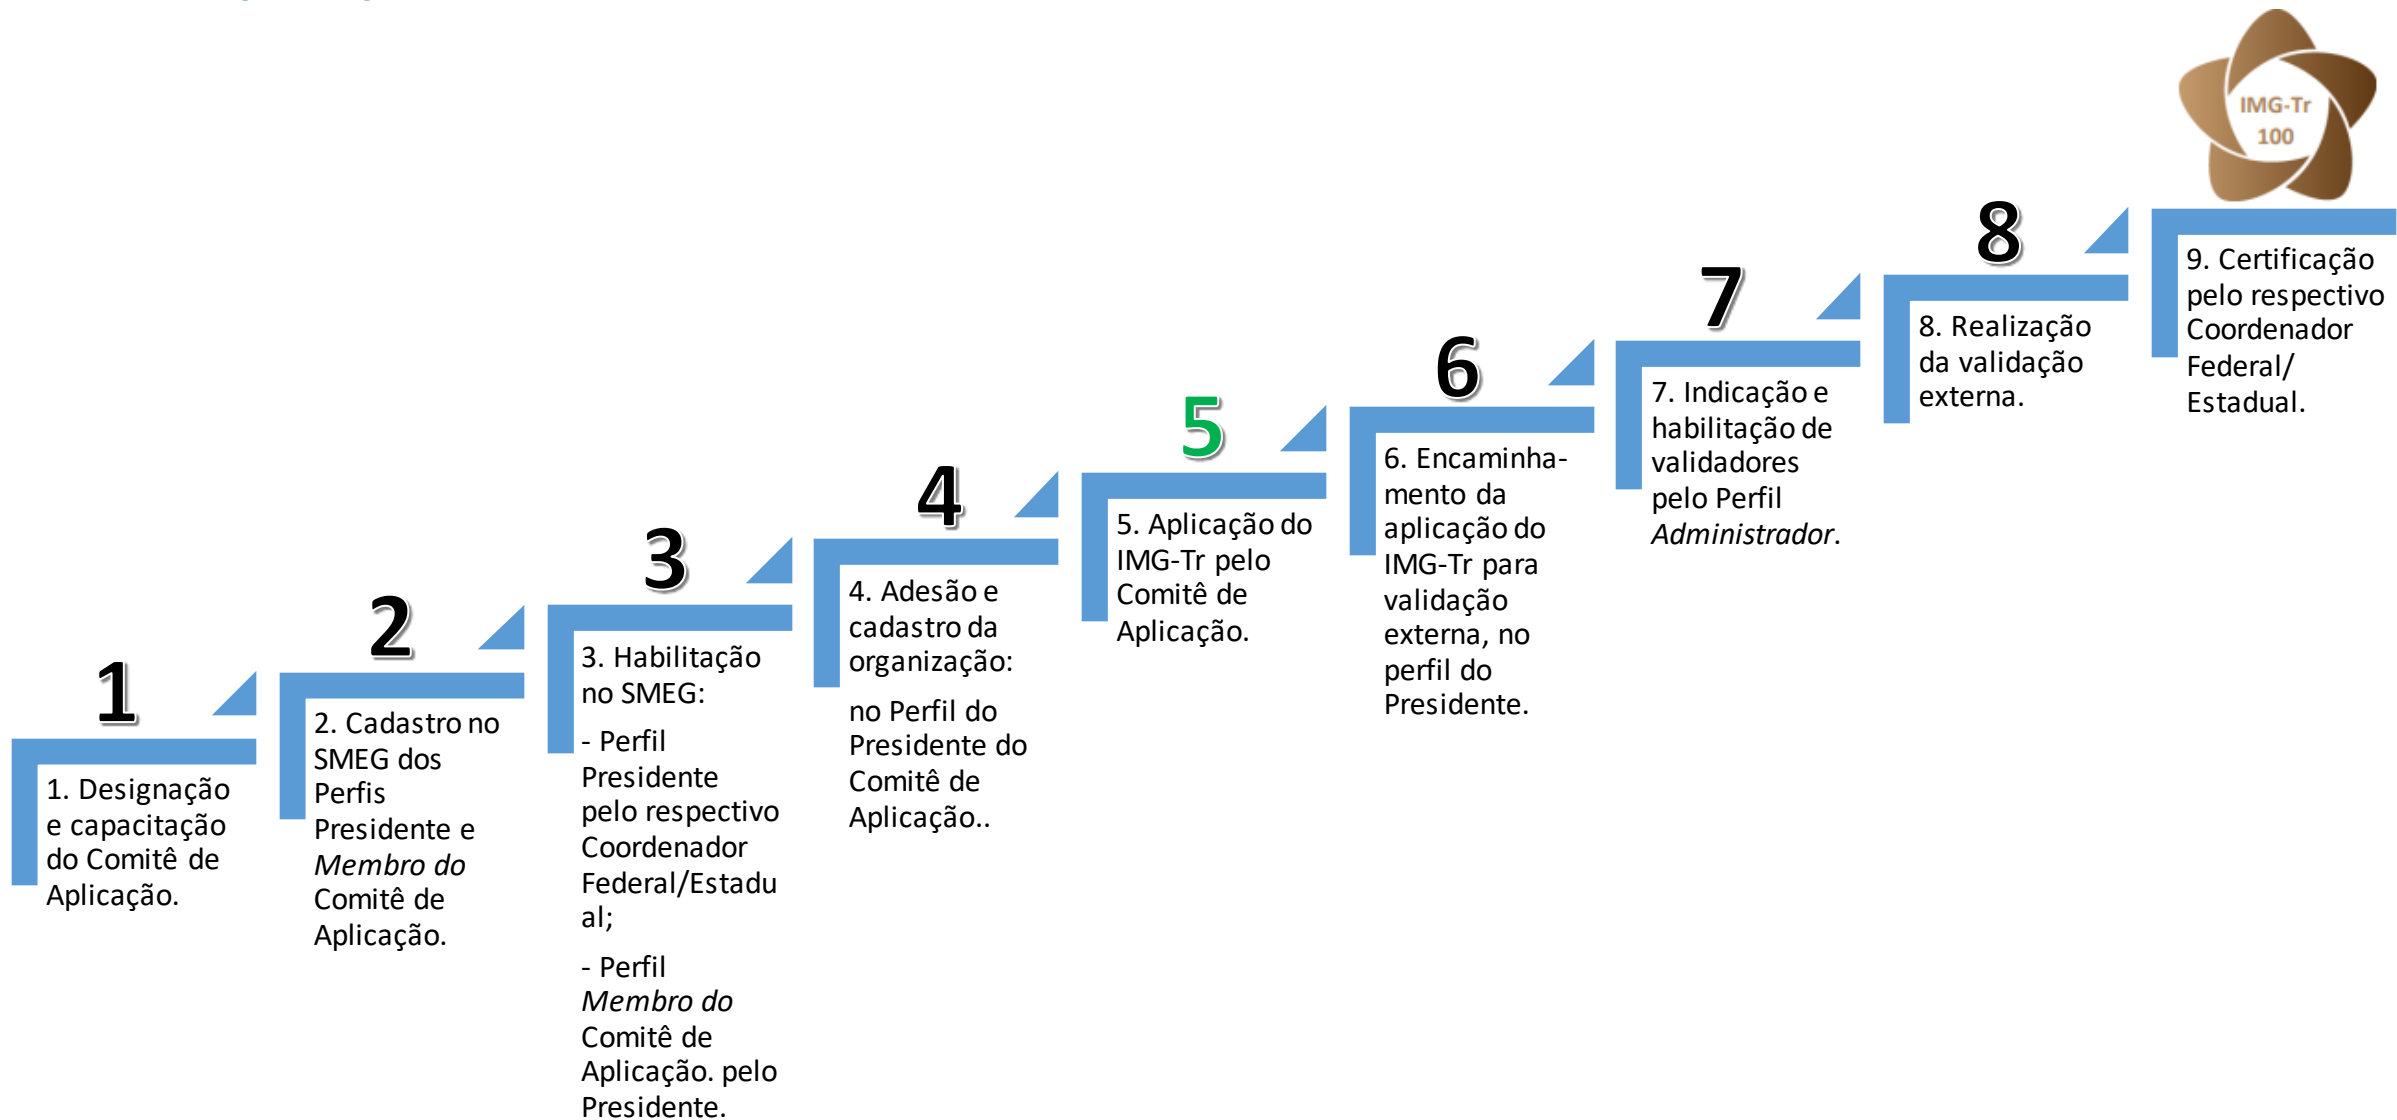 1
1. Designação
e capacitação
do Comitê de
Aplicação.
2
2. Cadastro no
SMEG dos
Perfis
Presidente e
Membro do
Comitê de
Aplicação.
3
3. Habilitação
no SMEG:
- Perfil
Presidente
pelo respectivo
Coordenador
Federal/Estadu
al;
- Perfil
Membro do
Comitê de
Aplicação. pelo
Presidente.
4
4. Adesão e
cadastro da
organização:
no Perfil do
Presidente do
Comitê de
Aplicação..
5
5. Aplicação do
IMG-Tr pelo
Comitê de
Aplicação.
6
6. Encaminha-
mento da
aplicação do
IMG-Tr para
validação
externa, no
perfil do
Presidente.
7
7. Indicação e
habilitação de
validadores
pelo Perfil
Administrador.
8
8. Realização
da validação
externa.
IMG-Tr
100
9. Certificação
pelo respectivo
Coordenador
Federal/
Estadual.